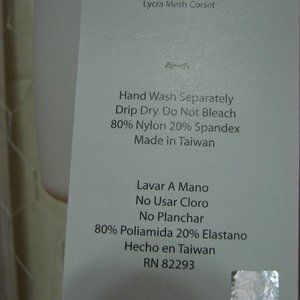 Lycra Mesh Corset
Hand Wash Separately
Drip Dry Do Not Bleach
80% Nylon 20% Spandex
Made in Taiwan
Lavar A Mano
No Usar Cloro
No Planchar
80% Poliamida 20% Elastano
Hecho en Taiwan
RN 82293